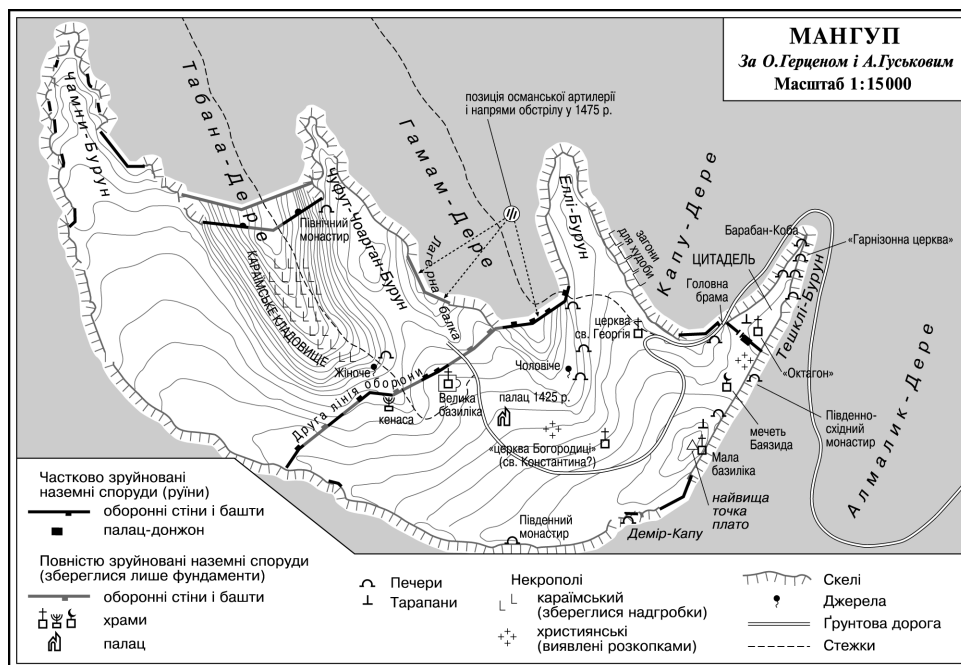 МАНГУП
За О.Герценом і А.Гуськовим
Масштаб 1:15000
Чамни-Бурун
Табана-Дере
Чуфут-Чоарган-Бурун
Гамам-Дере
позиція османської артилерії
і напрями обстрілу у 1475 р.
Еллі-Бурун
загони
для худоби
Капу-Дере
Барабан-Коба
«Гарнізонна церква»
ЦИТАДЕЛЬ
Головна
брама
Тешклі-Бурун
Північний
монастир
Лагерна балка
КАРАЇМСЬКЕ КЛАДОВИЩЕ
церква
св. Георгія
«Октагон»
Жіноче?
Чоловіче
Друга лінія оборони
кенаса
Велика
базиліка
палац 1425 р.
Південно-
східний
монастир
мечеть
Баязида
«церква Богородиці»
(св. Константина?)
Мала
базиліка
найвища
точка
плато
Алмалик-Дере
Південний
монастир
Демір-Капу
Частково зруйновані
наземні споруди (руїни)
оборонні стіни і башти
палац-донжон
Повністю зруйновані наземні споруди
(збереглися лише фундаменти)
оборонні стіни і башти
храми
палац
Печери
Тарапани
Некрополі
караїмський
(збереглися надгробки)
християнські
(виявлені розкопками)
Скелі
Джерела
Ґрунтова дорога
Стежки